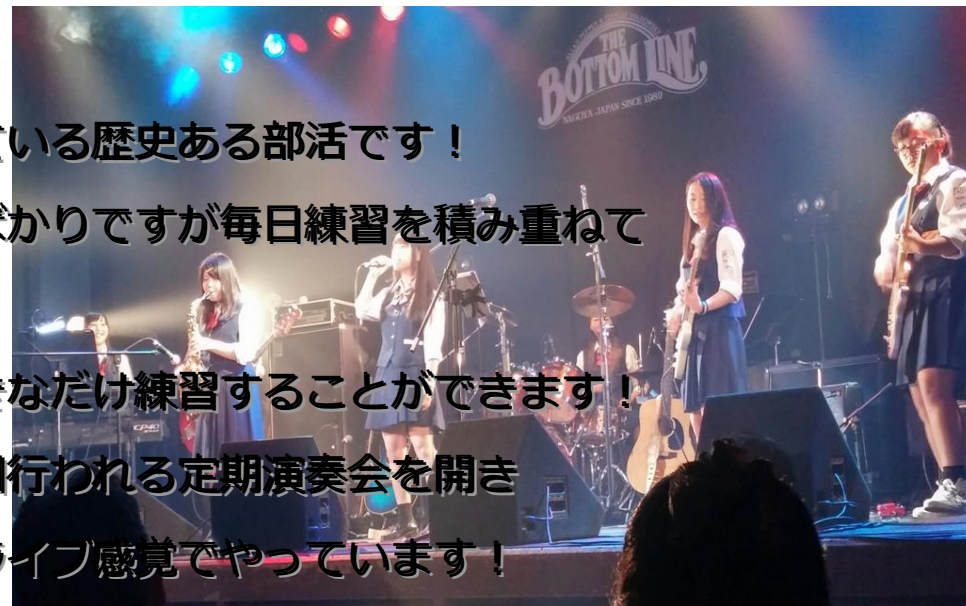 THE
BOTTOM LINE
NAGOYA JAPAN SINCE 1989
いる歴史ある部活です！
かりですが毎日練習を積み重ねて
なだけ練習することができます！
行われる定期演奏会を開き
イブ感覚でやっています！